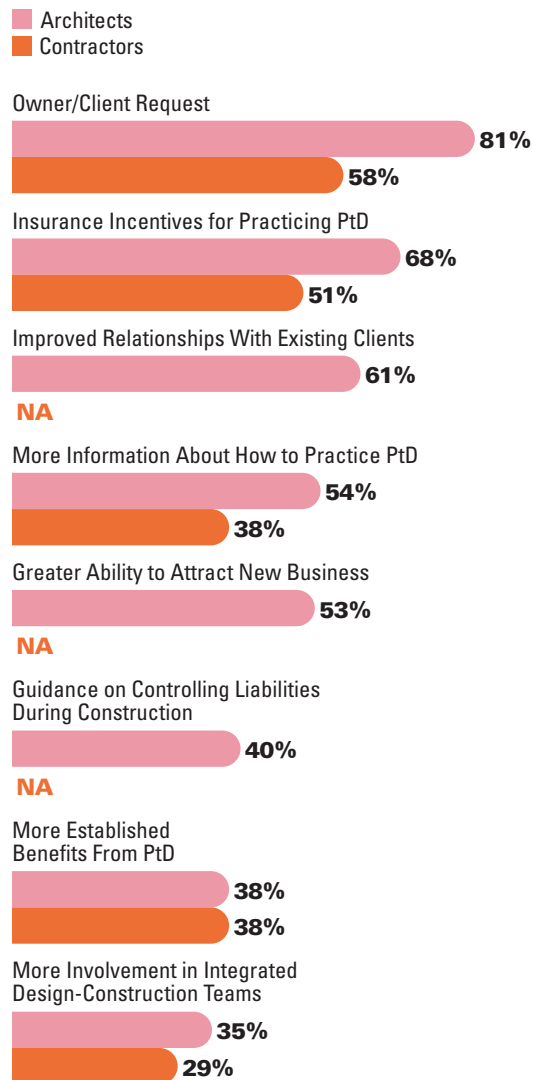 Architects
Contractors
Owner/Client Request
81%
58%
Insurance Incentives for Practicing PtD
68%
51%
Improved Relationships With Existing Clients
61%
NA
More Information About How to Practice PtD
54%
38%
Greater Ability to Attract New Business
53%
NA
Guidance on Controlling Liabilities
During Construction
40%
NA
More Established
Benefits From PtD
38%
38%
More Involvement in Integrated
Design-Construction Teams
35%
29%